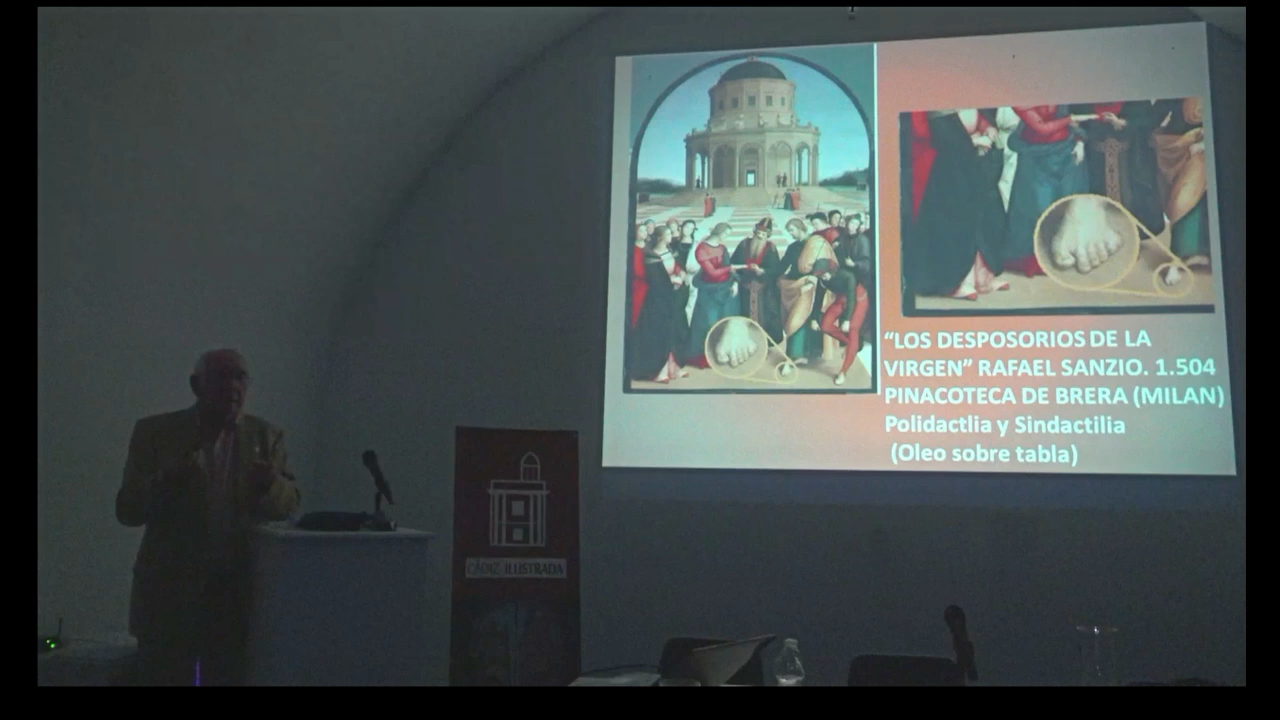 “LOS DESPOSORIOS DE LA
VIRGEN” RAFAEL SANZIO. 1.504
PINACOTECA DE BRERA (MILAN)
Polidactlia y Sindactilia
(Oleo sobre tabla)
CÁDIZ ILUSTRADA